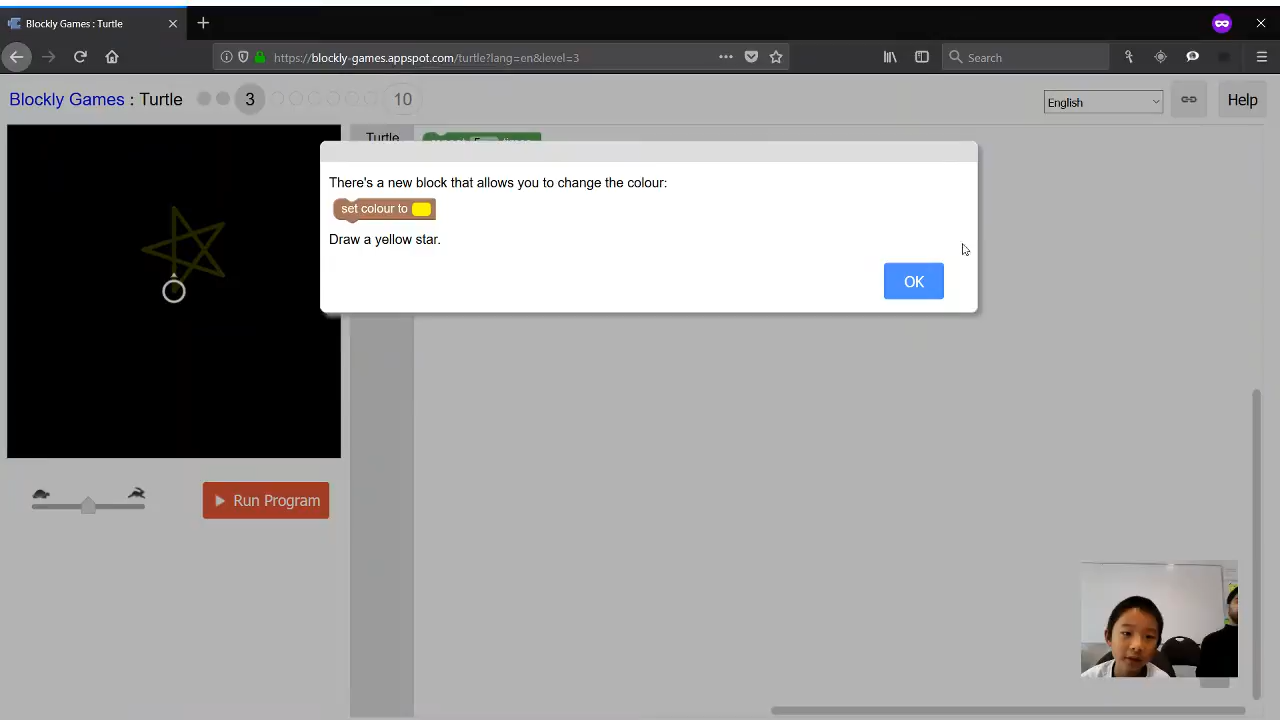 Blockly Games : Turtle
https://blockly-games.appspot.com/turtle?lang=en&level=3
Search
Blockly Games : Turtle
3
10
English
Help
Turtle
There's a new block that allows you to change the colour:
set colour to
Draw a yellow star.
OK
Run Program